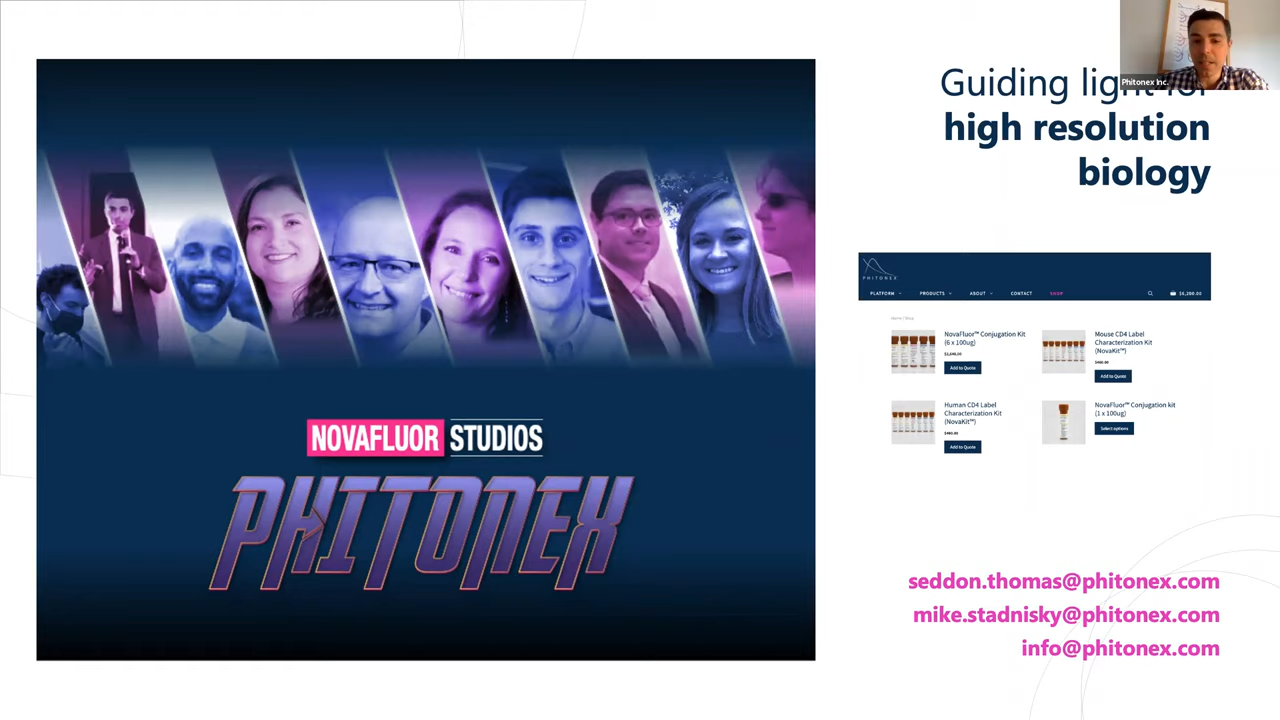 Phitonex Inc.
Guiding light for
high resolution
biology
NOVAFLUOR STUDIOS
PHITONEX
PHITONEX
PLATFORM PRODUCTS ABOUT CONTACT SHOP
Home / Shop
NovaFluor™ Conjugation Kit
(6 x 100ug)
Add to Quote
Mouse CD4 Label
Characterization Kit
(NovaKit™)
Add to Quote
Human CD4 Label
Characterization Kit
(NovaKit™)
Add to Quote
NovaFluor™ Conjugation kit
(1 x 100ug)
Select options
seddon.thomas@phitonex.com
mike.stadnisky@phitonex.com
info@phitonex.com